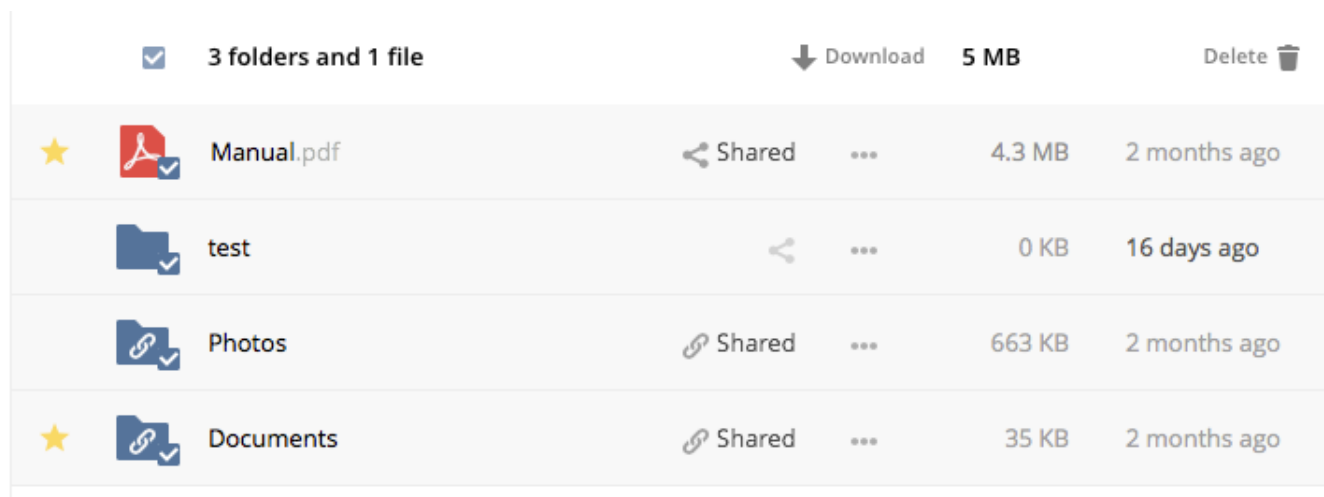 3 folders and 1 file Download 5 MB Delete
Manual.pdf Shared ... 4.3 MB 2 months ago
test ... 0 KB 16 days ago
Photos Shared ... 663 KB 2 months ago
Documents Shared ... 35 KB 2 months ago